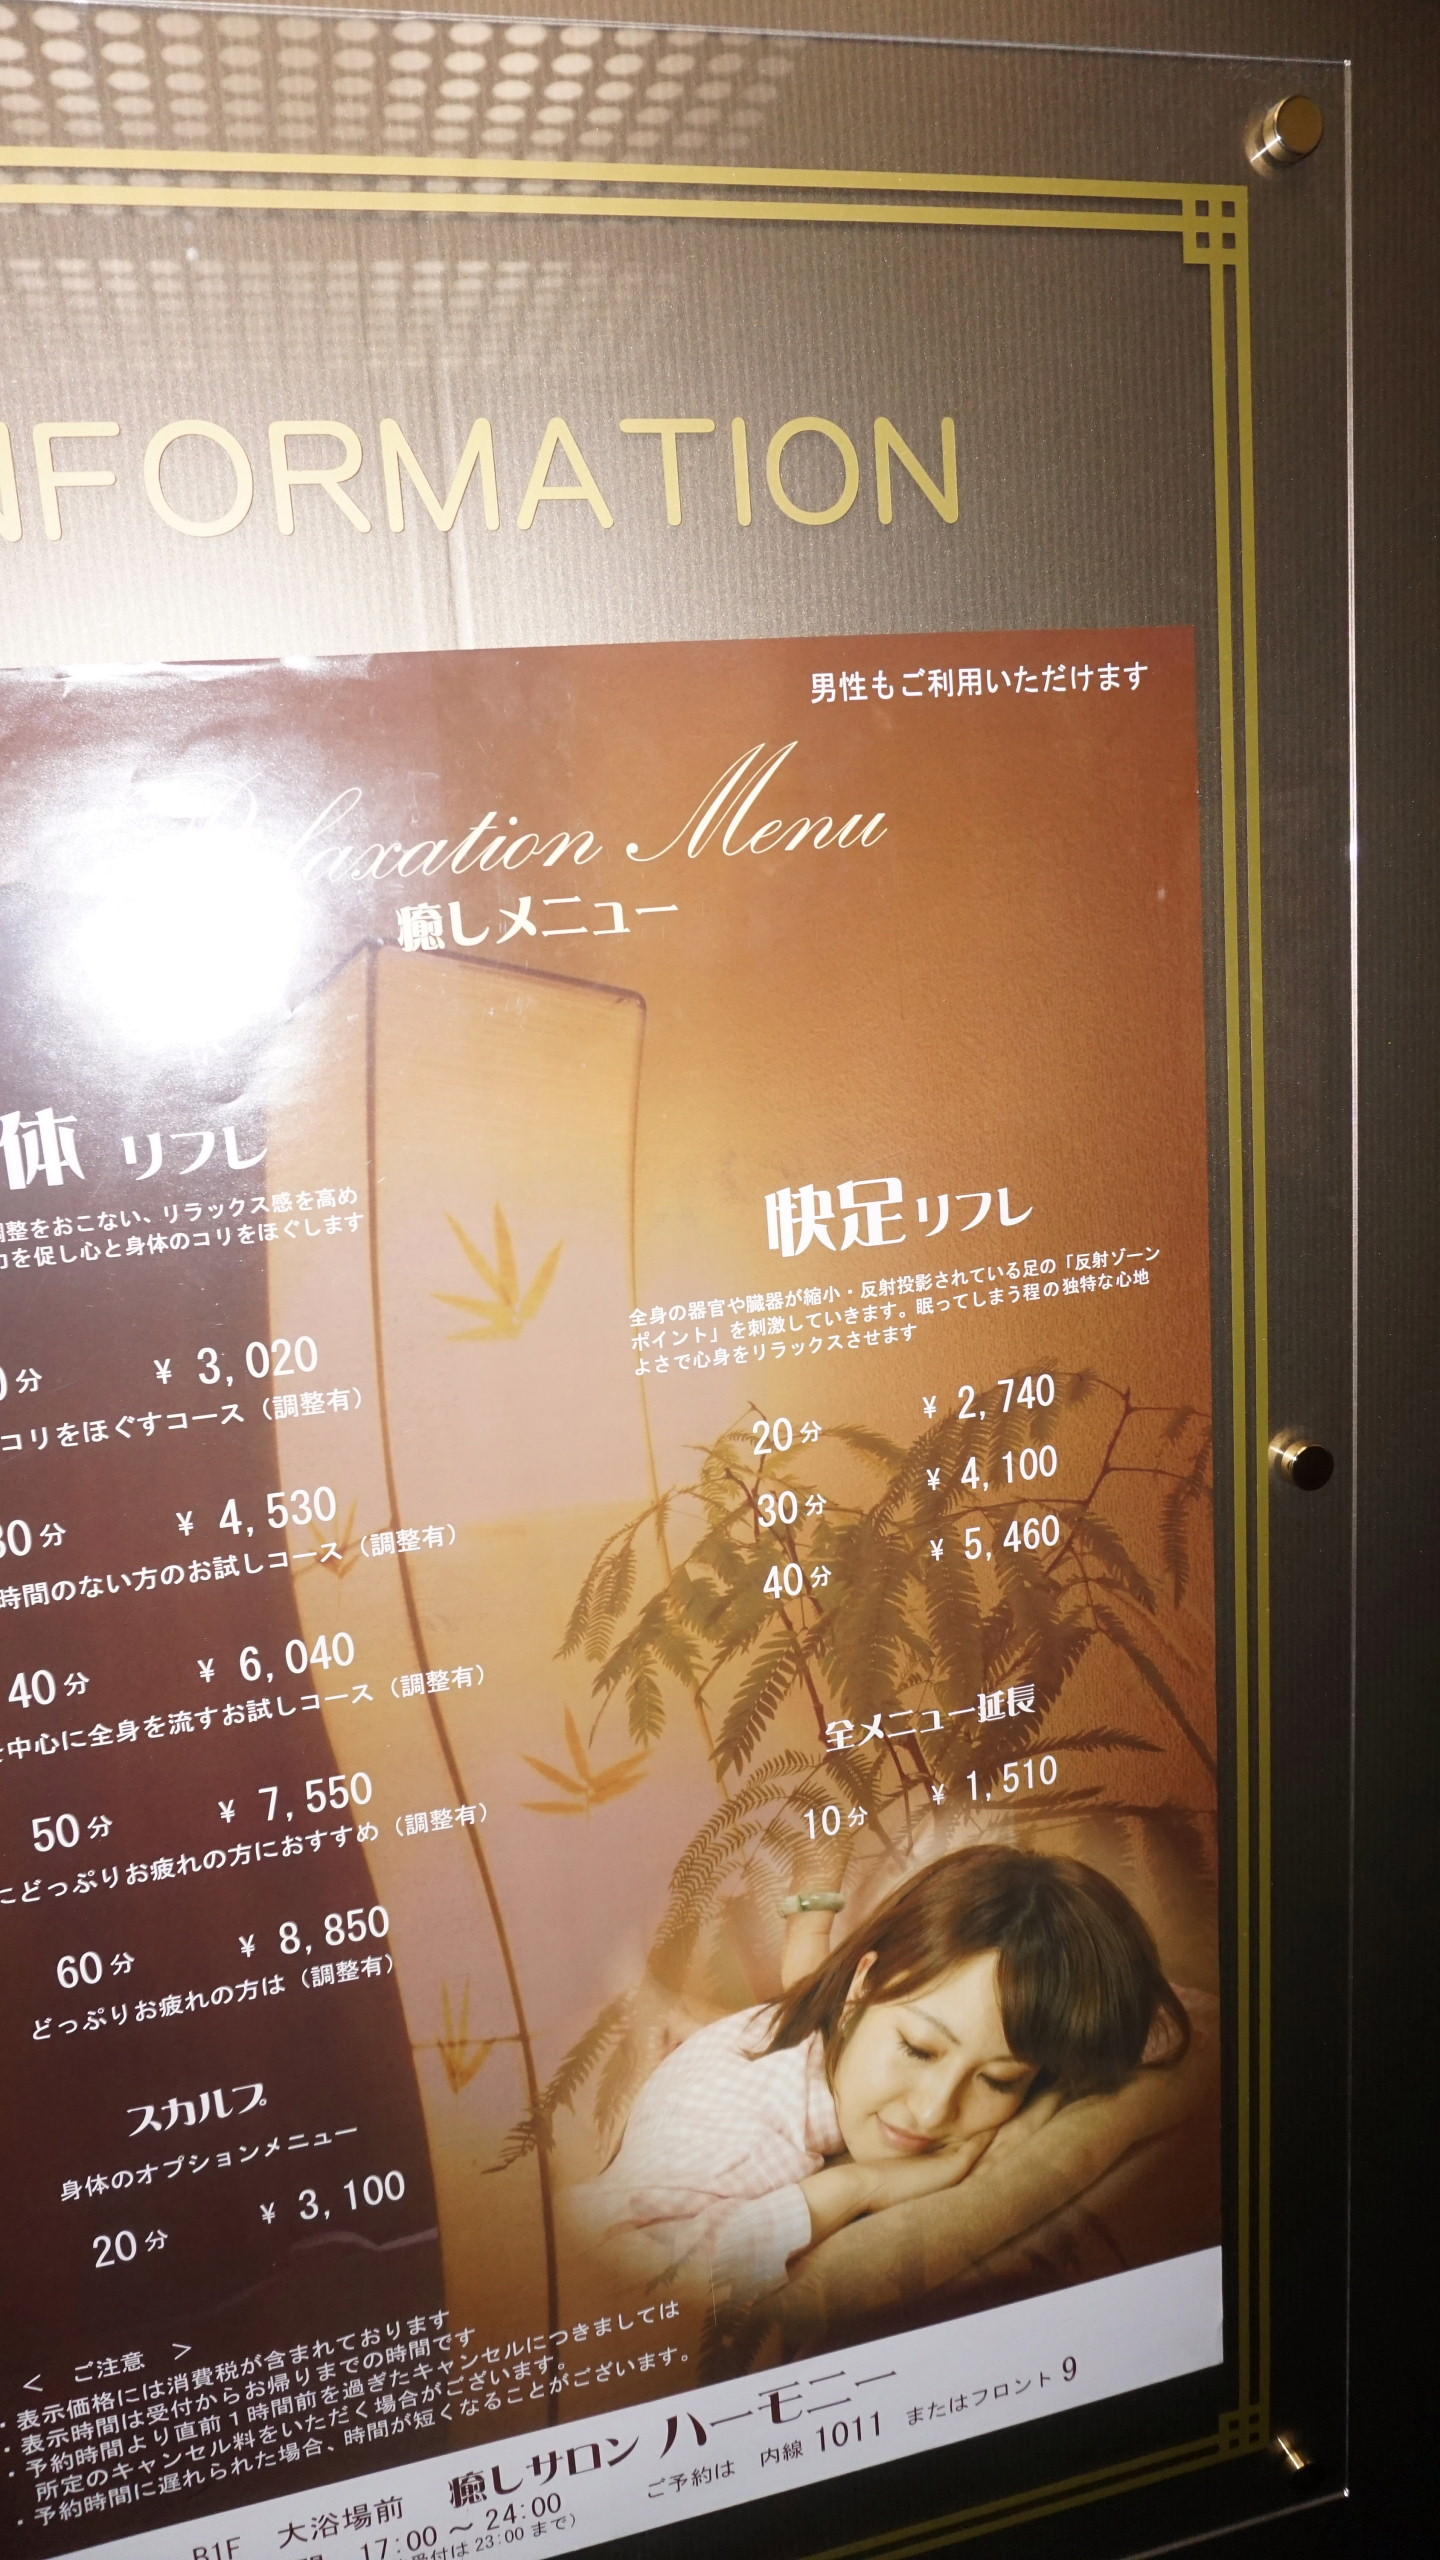 INFORMATION
男性もご利用いただけます
Relaxation Menu
癒しメニュー
体 リフレ
調整をおこない、リラックス感を高め
を促し心と身体のコリをほぐします
分 ¥ 3,020
コリをほぐすコース（調整有）
30分 ¥ 4,530
時間のない方のお試しコース（調整有）
40分 ¥ 6,040
中心に全身を流すお試しコース（調整有）
50分 ¥ 7,550
にどっぷりお疲れの方におすすめ（調整有）
60分 ¥ 8,850
どっぷりお疲れの方は（調整有）
スカルプ
身体のオプションメニュー
20分 ¥ 3,100
快足リフレ
全身の器官や臓器が縮小・反射投影されている足の「反射ゾーン
ポイント」を刺激していきます。眠ってしまう程の独特な心地
よさで心身をリラックスさせます
20分 ¥ 2,740
30分 ¥ 4,100
40分 ¥ 5,460
全メニュー延長
10分 ¥ 1,510
＜ ご注意 ＞
・表示価格には消費税が含まれております
・表示時間は受付からお帰りまでの時間です
・予約時間より直前1時間前を過ぎたキャンセルにつきましては
所定のキャンセル料をいただく場合がございます。
・予約時間に遅れられた場合、時間が短くなることがございます。
B1F 大浴場前 癒しサロン ハーモニー
17:00～24:00 ご予約は 内線 1011 またはフロント 9
受付は 23:00 まで）